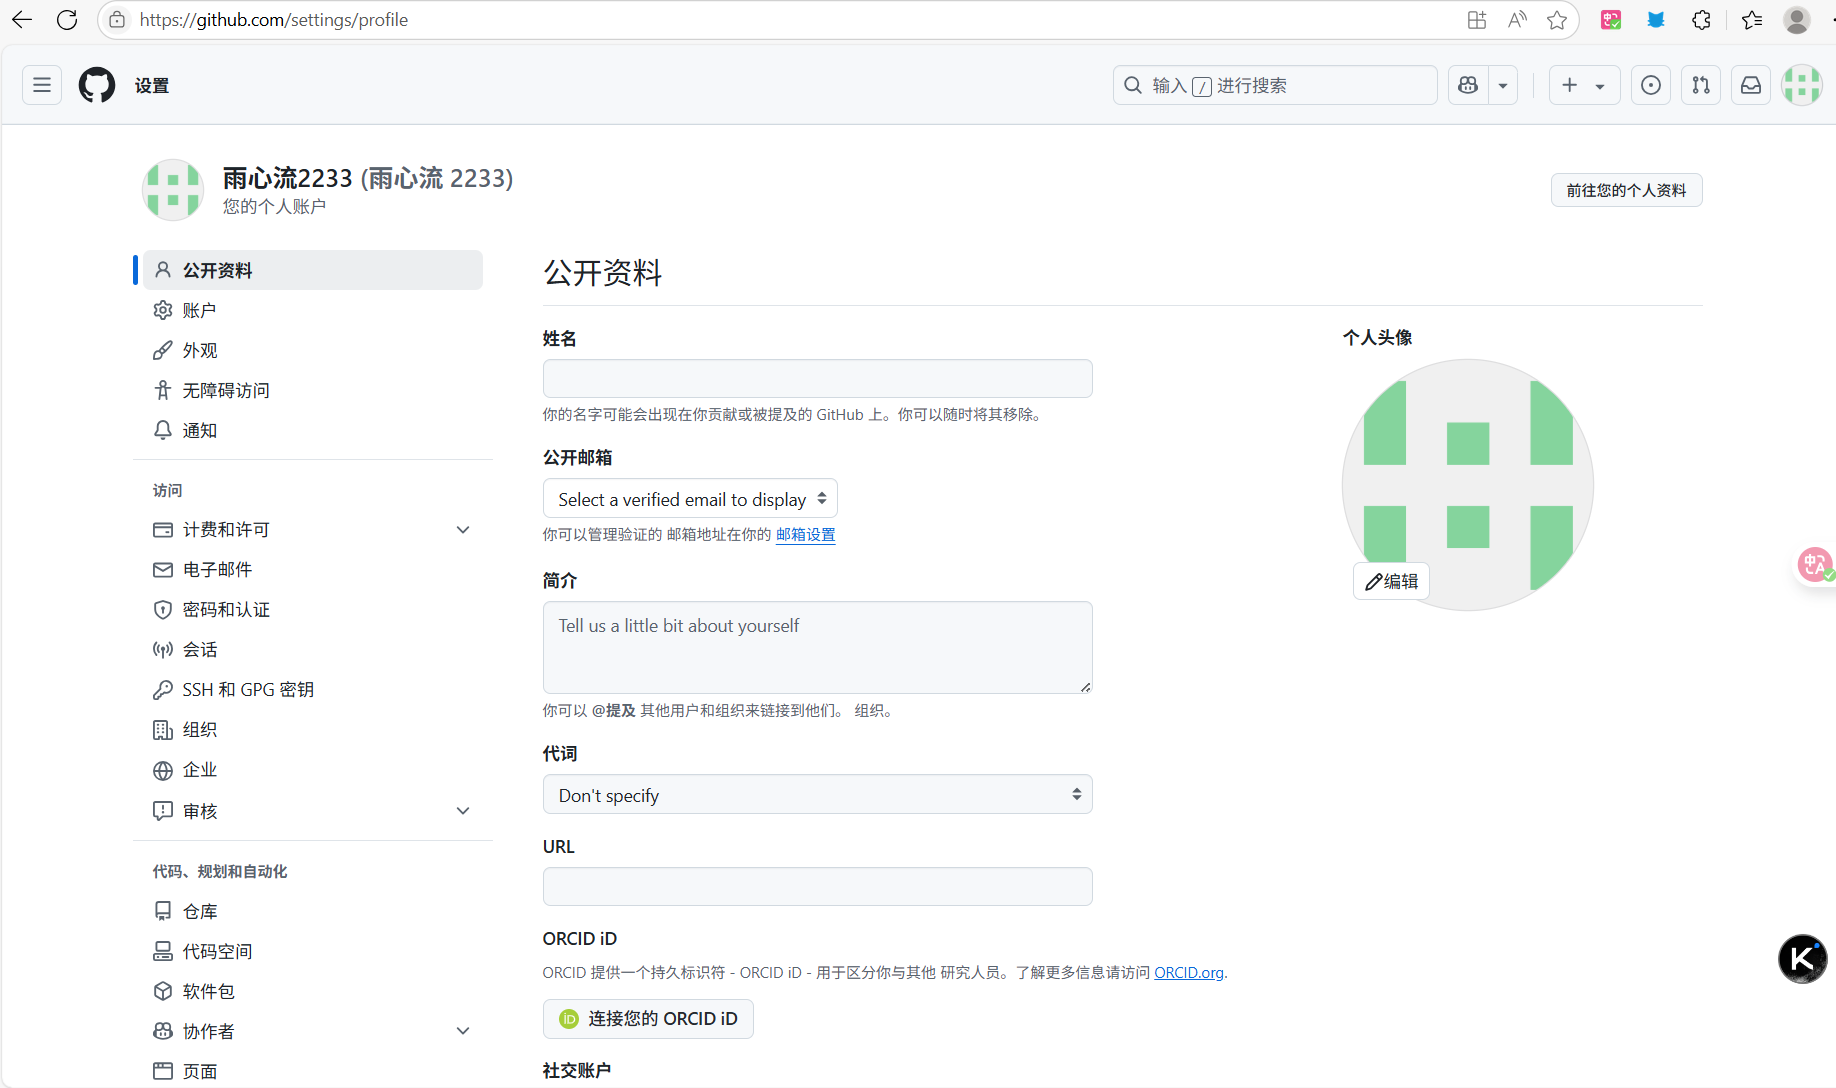 https://github.com/settings/profile
设置
输入 / 进行搜索
雨心流2233 (雨心流 2233)
您的个人账户
前往您的个人资料
公开资料
账户
外观
无障碍访问
通知
访问
计费和许可
电子邮件
密码和认证
会话
SSH 和 GPG 密钥
组织
企业
审核
代码、规划和自动化
仓库
代码空间
软件包
协作者
页面
公开资料
姓名
你的名字可能会出现在你贡献或被提及的 GitHub 上。你可以随时将其移除。
公开邮箱
Select a verified email to display
你可以管理验证的 邮箱地址在你的 邮箱设置
简介
Tell us a little bit about yourself
你可以 @提及 其他用户和组织来链接到他们。 组织。
代词
Don't specify
URL
ORCID iD
ORCID 提供一个持久标识符 - ORCID iD - 用于区分你与其他 研究人员。了解更多信息请访问 ORCID.org.
iD 连接您的 ORCID iD
社交账户
个人头像
编辑
中A
K